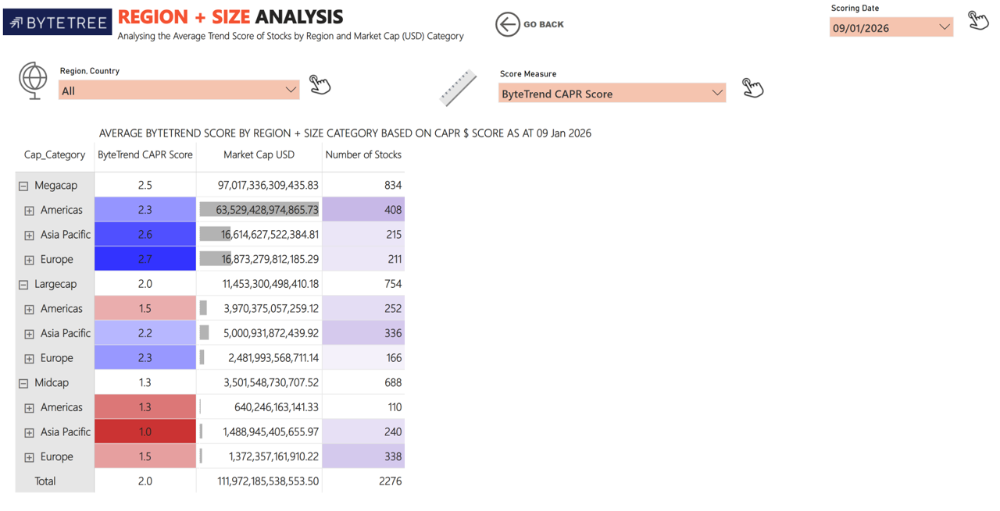 BYTETREE
REGION + SIZE ANALYSIS
Analysing the Average Trend Score of Stocks by Region and Market Cap (USD) Category
GO BACK
Scoring Date
09/01/2026
Region, Country
All
Score Measure
ByteTrend CAPR Score
AVERAGE BYTETREND SCORE BY REGION + SIZE CATEGORY BASED ON CAPR $ SCORE AS AT 09 Jan 2026
Cap_Category ByteTrend CAPR Score Market Cap USD Number of Stocks
Megacap 2.5 97,017,336,309,435.83 834
Americas 2.3 63,529,428,974,865.73 408
Asia Pacific 2.6 16,614,627,522,384.81 215
Europe 2.7 16,873,279,812,185.29 211
Largecap 2.0 11,453,300,498,410.18 754
Americas 1.5 3,970,375,057,259.12 252
Asia Pacific 2.2 5,000,931,872,439.92 336
Europe 2.3 2,481,993,568,711.14 166
Midcap 1.3 3,501,548,730,707.52 688
Americas 1.3 640,246,163,141.33 110
Asia Pacific 1.0 1,488,945,405,655.97 240
Europe 1.5 1,372,357,161,910.22 338
Total 2.0 111,972,185,538,553.50 2276